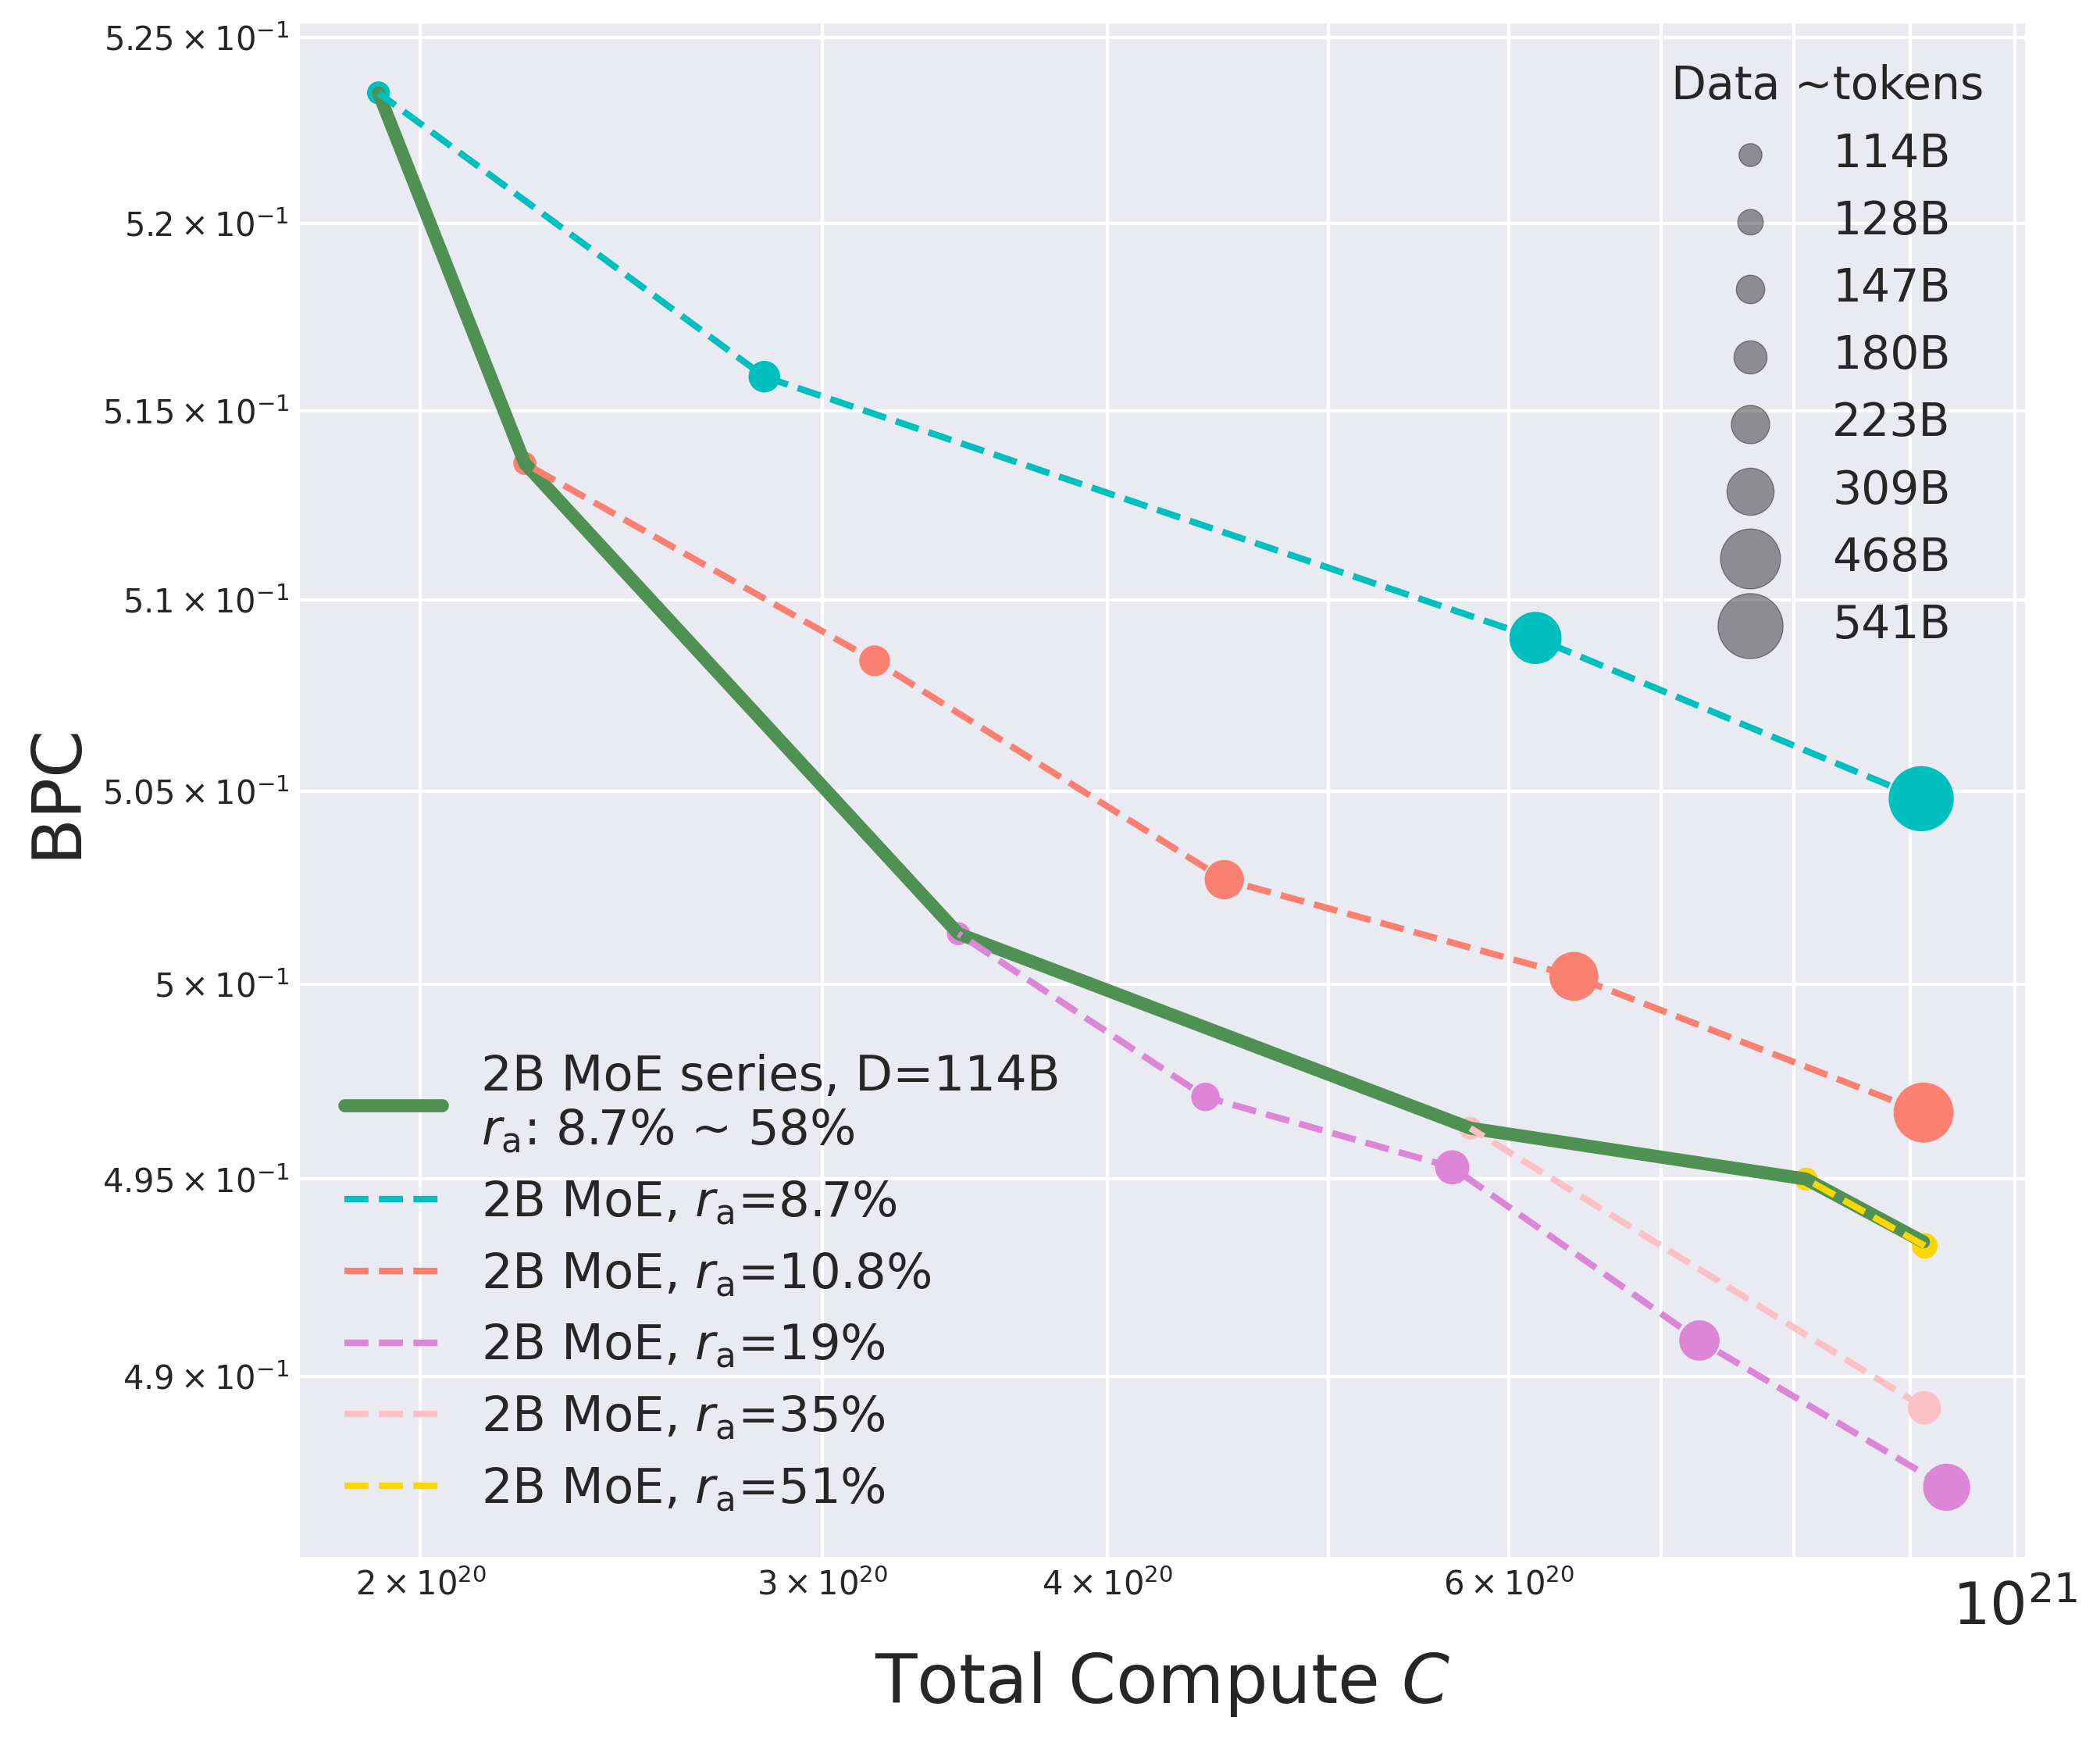 5.25 × 10⁻¹
5.2 × 10⁻¹
5.15 × 10⁻¹
5.1 × 10⁻¹
5.05 × 10⁻¹
5 × 10⁻¹
4.95 × 10⁻¹
4.9 × 10⁻¹
BPC
Data ~tokens
114B
128B
147B
180B
223B
309B
468B
541B
2B MoE series, D=114B
rₐ: 8.7% ~ 58%
2B MoE, rₐ=8.7%
2B MoE, rₐ=10.8%
2B MoE, rₐ=19%
2B MoE, rₐ=35%
2B MoE, rₐ=51%
2 × 10²⁰
3 × 10²⁰
4 × 10²⁰
6 × 10²⁰
10²¹
Total Compute C